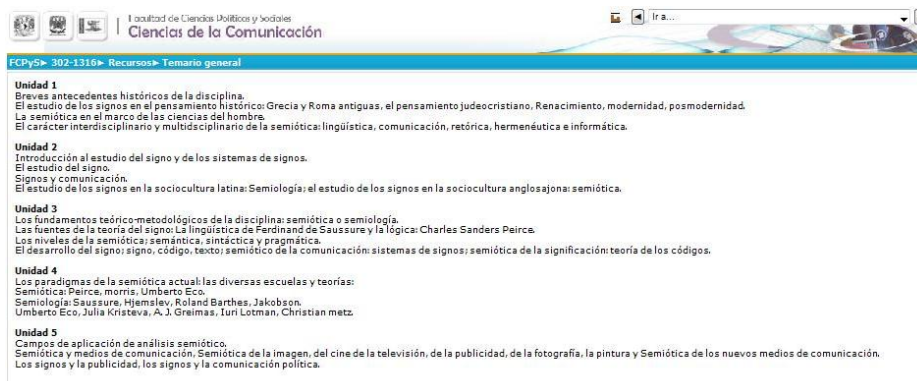 Facultad de Ciencias Políticas y Sociales
Ciencias de la Comunicación
Ir a...
FCPyS► 302-1316► Recursos► Temario general
Unidad 1
Breves antecedentes históricos de la disciplina.
El estudio de los signos en el pensamiento histórico: Grecia y Roma antiguas, el pensamiento judeocristiano, Renacimiento, modernidad, posmodernidad.
La semiótica en el marco de las ciencias del hombre.
El carácter interdisciplinario y multidsciplinario de la semiótica: lingüística, comunicación, retórica, hermenéutica e informática.
Unidad 2
Introducción al estudio del signo y de los sistemas de signos.
El estudio del signo.
Signos y comunicación.
El estudio de los signos en la sociocultura latina: Semiología; el estudio de los signos en la sociocultura anglosajona: semiótica.
Unidad 3
Los fundamentos teórico-metodológicos de la disciplina: semiótica o semiología.
Las fuentes de la teoría del signo: La lingüística de Ferdinand de Saussure y la lógica: Charles Sanders Peirce.
Los niveles de la semiótica; semántica, sintáctica y pragmática.
El desarrollo del signo; signo, código, texto; semiótico de la comunicación: sistemas de signos; semiótica de la significación: teoría de los códigos.
Unidad 4
Los paradigmas de la semiótica actual: las diversas escuelas y teorías:
Semiótica: Peirce, morris, Umberto Eco.
Semiología: Saussure, Hjemslev, Roland Barthes, Jakobson.
Umberto Eco, Julia Kristeva, A. J. Greimas, Iuri Lotman, Christian metz.
Unidad 5
Campos de aplicación de análisis semiótico.
Semiótica y medios de comunicación, Semiótica de la imagen, del cine de la televisión, de la publicidad, de la fotografía, la pintura y Semiótica de los nuevos medios de comunicación.
Los signos y la publicidad, los signos y la comunicación política.